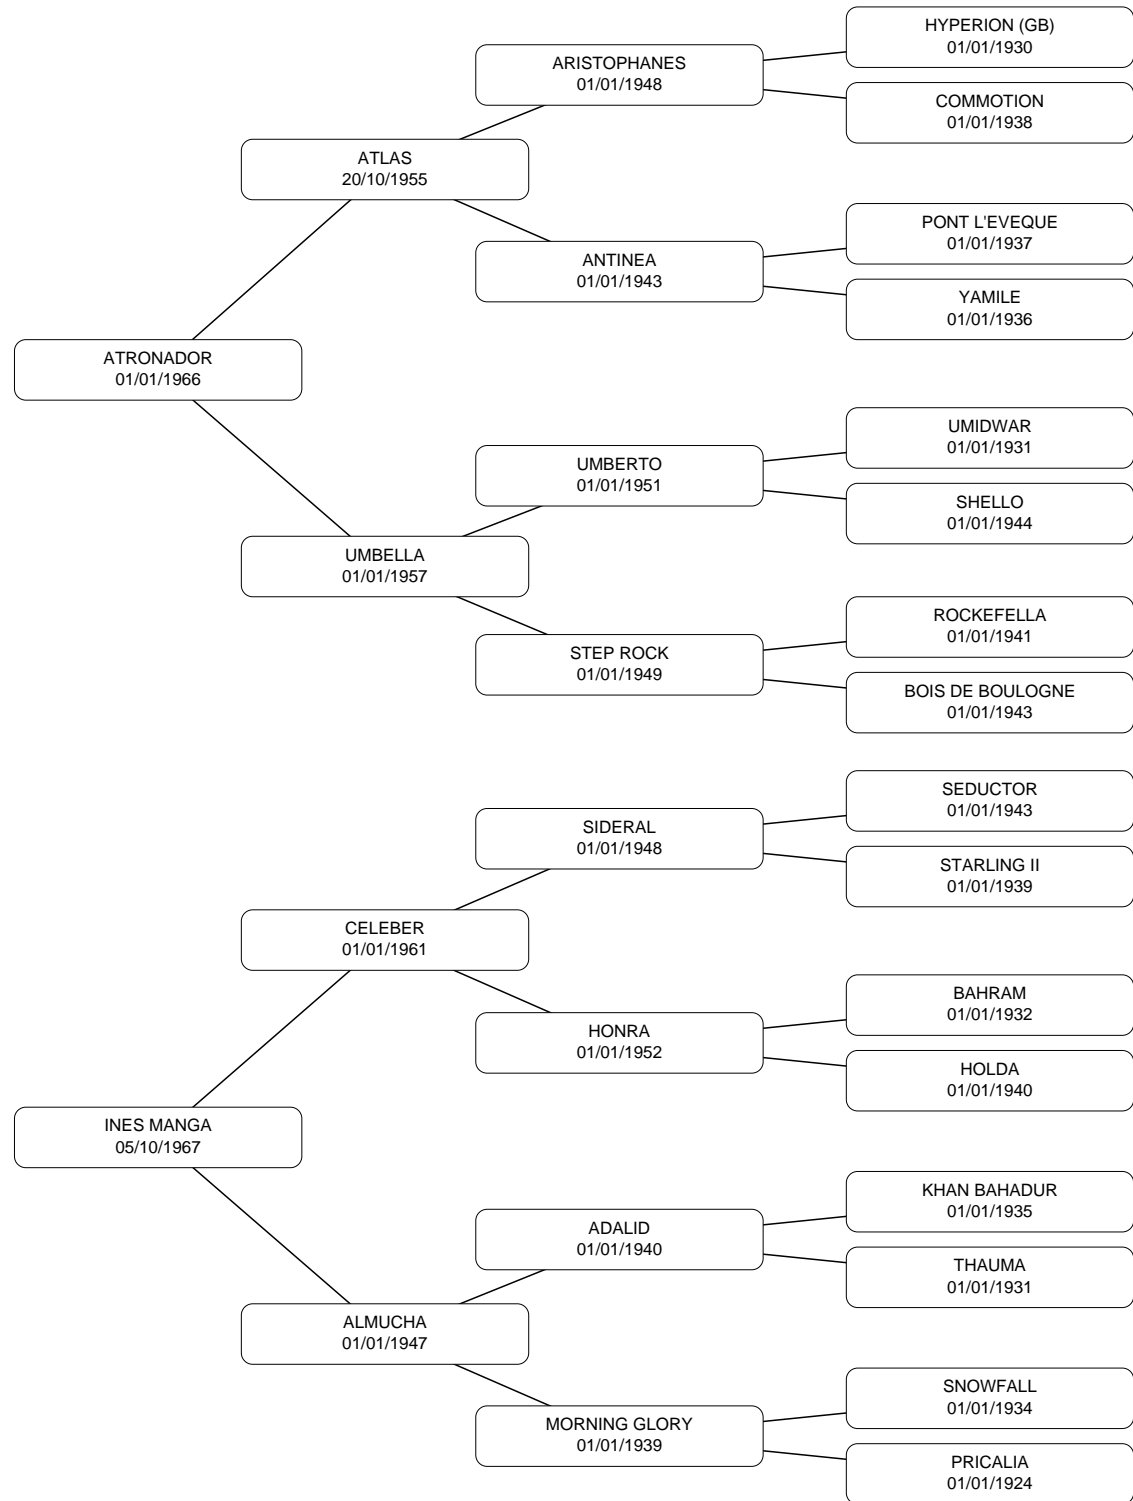 HYPERION (GB)
01/01/1930
ARISTOPHANES
01/01/1948
COMMOTION
01/01/1938
ATLAS
20/10/1955
PONT L'EVEQUE
01/01/1937
ANTINEA
01/01/1943
YAMILE
01/01/1936
ATRONADOR
01/01/1966
UMIDWAR
01/01/1931
UMBERTO
01/01/1951
SHELLO
01/01/1944
UMBELLA
01/01/1957
ROCKEFELLA
01/01/1941
STEP ROCK
01/01/1949
BOIS DE BOULOGNE
01/01/1943
SEDUCTOR
01/01/1943
SIDERAL
01/01/1948
STARLING II
01/01/1939
CELEBER
01/01/1961
BAHRAM
01/01/1932
HONRA
01/01/1952
HOLDA
01/01/1940
INES MANGA
05/10/1967
KHAN BAHADUR
01/01/1935
ADALID
01/01/1940
THAUMA
01/01/1931
ALMUCHA
01/01/1947
SNOWFALL
01/01/1934
MORNING GLORY
01/01/1939
PRICALIA
01/01/1924